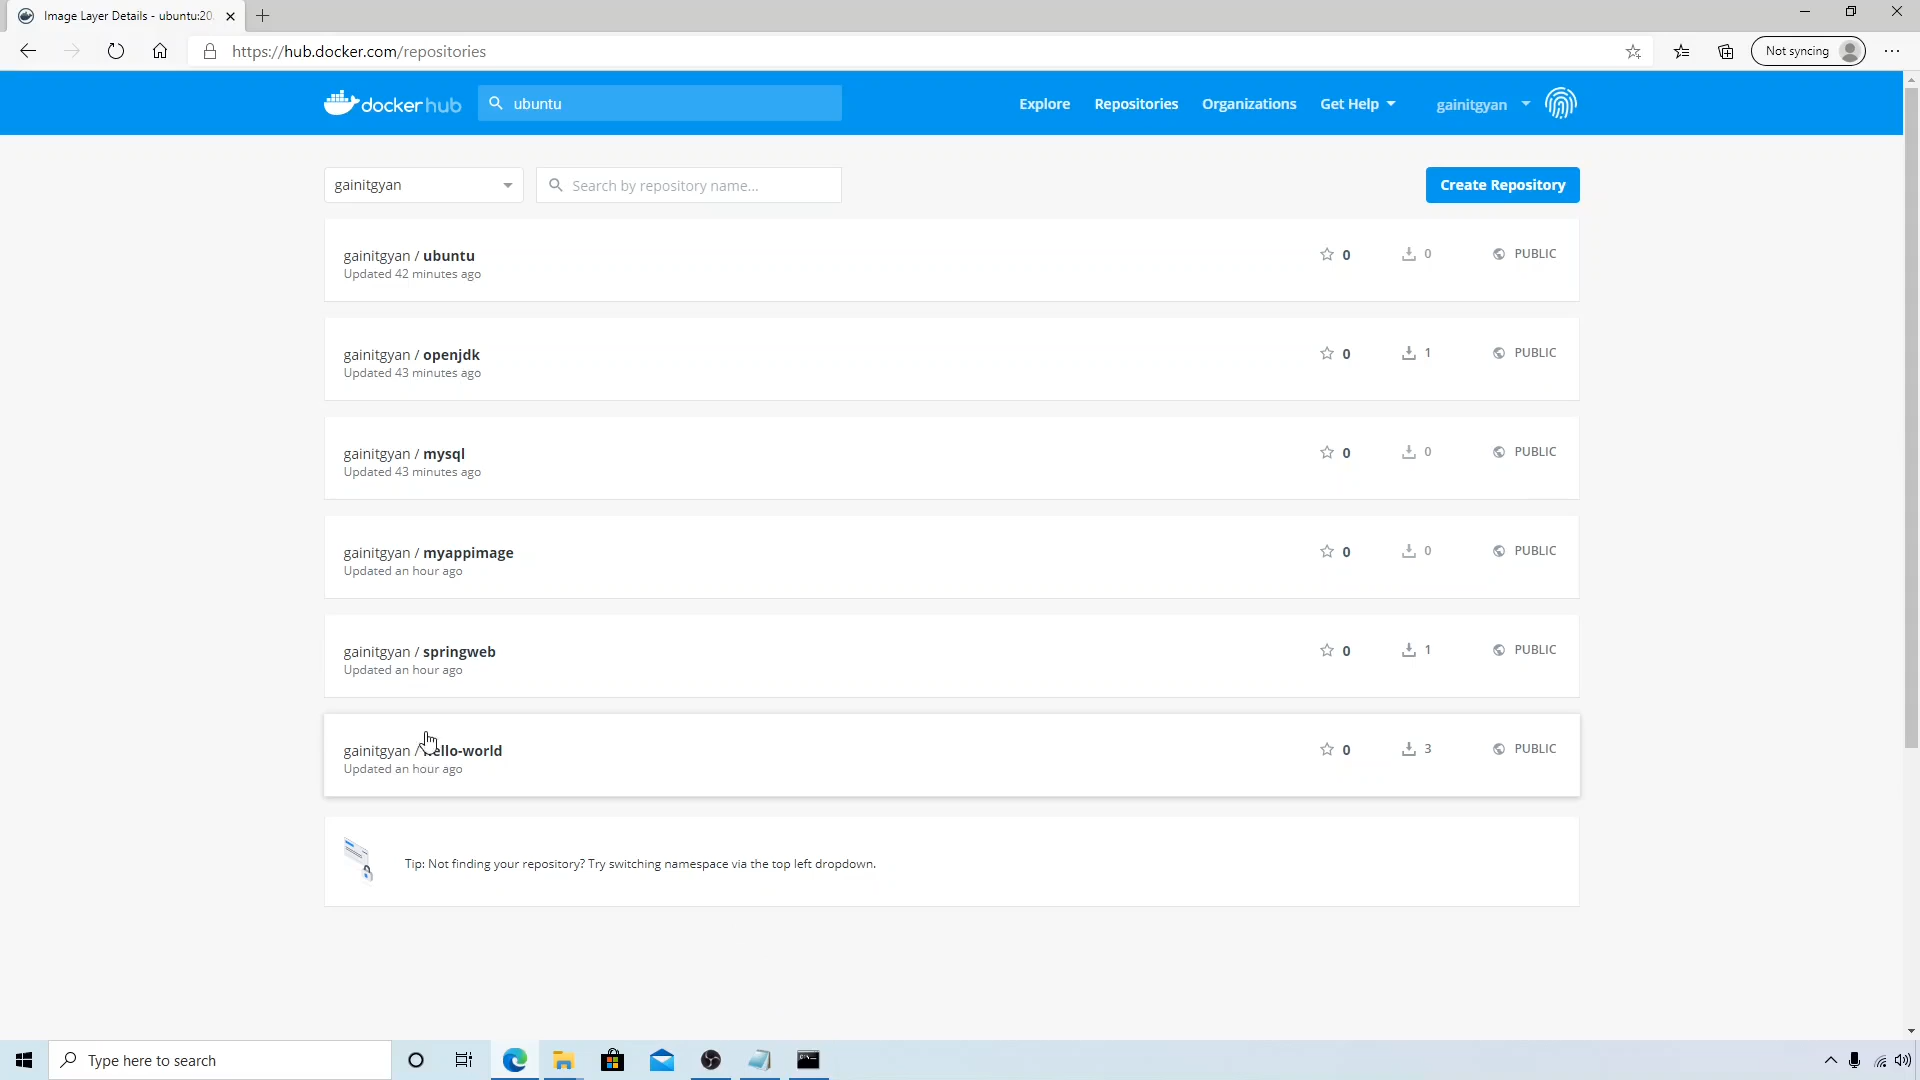 Image Layer Details - ubuntu:20.
https://hub.docker.com/repositories
Not syncing
docker hub
ubuntu
Explore
Repositories
Organizations
Get Help
gainitgyan
gainitgyan
Search by repository name...
Create Repository
gainitgyan / ubuntu
Updated 42 minutes ago
0
0
PUBLIC
gainitgyan / openjdk
Updated 43 minutes ago
0
1
PUBLIC
gainitgyan / mysql
Updated 43 minutes ago
0
0
PUBLIC
gainitgyan / myappimage
Updated an hour ago
0
0
PUBLIC
gainitgyan / springweb
Updated an hour ago
0
1
PUBLIC
gainitgyan / hello-world
Updated an hour ago
0
3
PUBLIC
Tip: Not finding your repository? Try switching namespace via the top left dropdown.
Type here to search